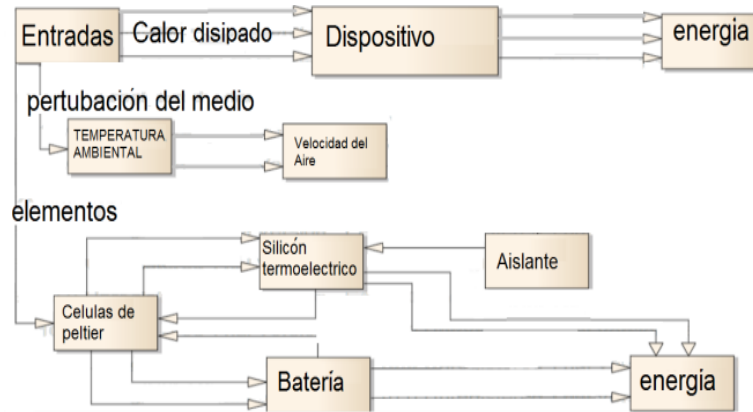 Entradas
Calor disipado
Dispositivo
energia
pertubación del medio
TEMPERATURA
AMBIENTAL
Velocidad del
Aire
elementos
Silicón
termoelectrico
Aislante
Celulas de
peltier
Batería
energia